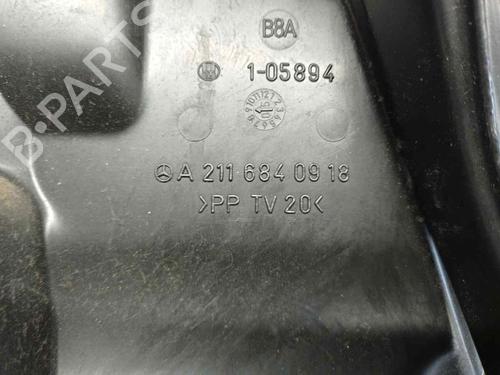 B8A
1-05894
A 211 684 09 18
>PP TV 20<
B-PARTS